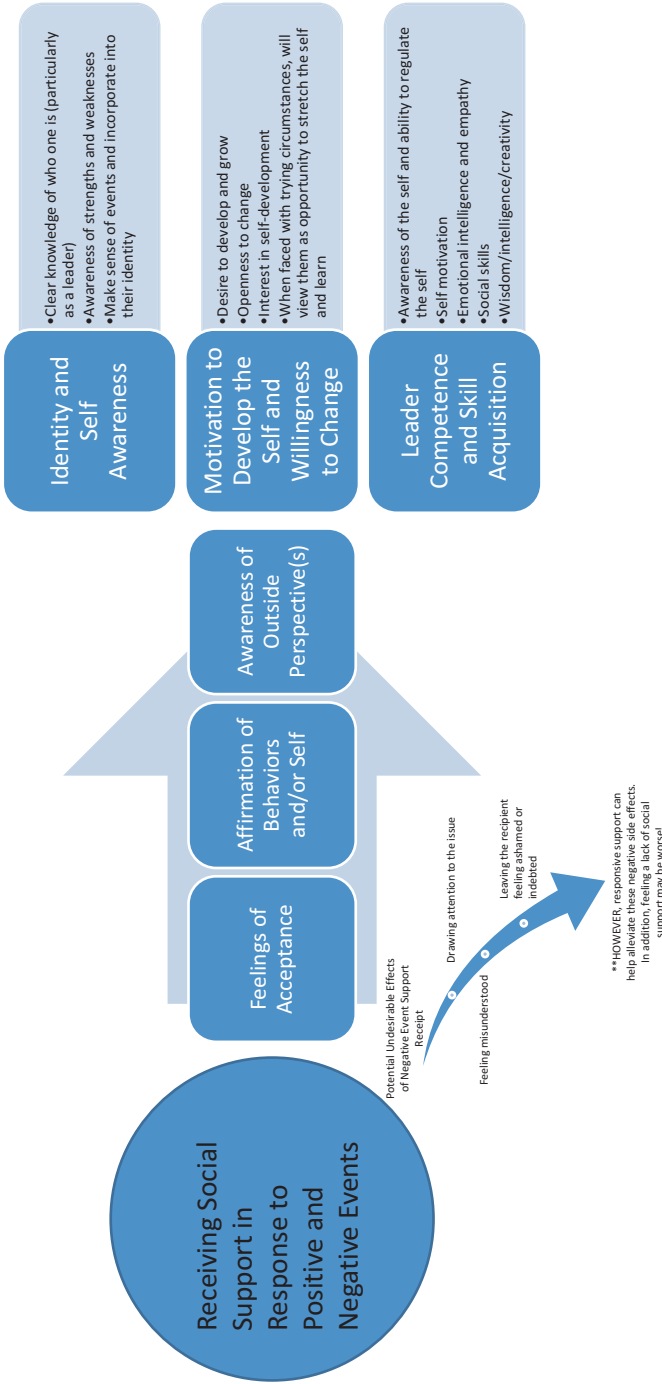 Receiving Social
Support in
Response to
Positive and
Negative Events
Feelings of
Acceptance
Affirmation of
Behaviors
and/or Self
Awareness of
Outside
Perspective(s)
Potential Undesirable Effects
of Negative Event Support
Receipt
Feeling misunderstood
Drawing attention to the issue
Leaving the recipient
feeling ashamed or
indebted
**HOWEVER, responsive support can
help alleviate these negative side effects.
In addition, feeling a lack of social
support may be worse!
Identity and
Self
Awareness
•Clear knowledge of who one is (particularly
as a leader)
•Awareness of strengths and weaknesses
•Make sense of events and incorporate into
their identity
Motivation to
Develop the
Self and
Willingness
to Change
•Desire to develop and grow
•Openness to change
•Interest in self-development
•When faced with trying circumstances, will
view them as opportunity to stretch the self
and learn
Leader
Competence
and Skill
Acquisition
•Awareness of the self and ability to regulate
the self
•Self motivation
•Emotional intelligence and empathy
•Social skills
•Wisdom/intelligence/creativity